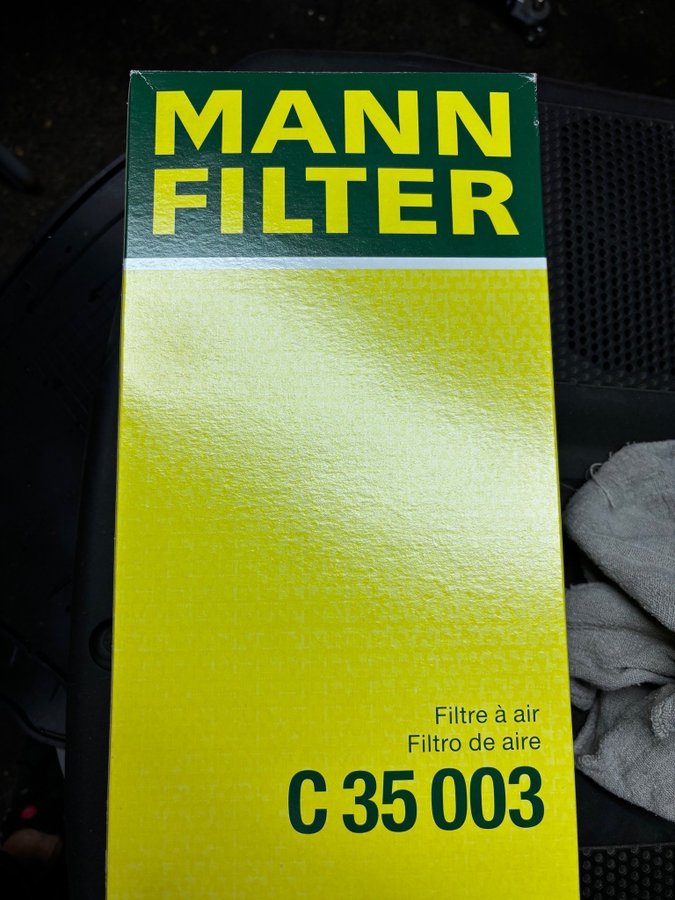 MANN
FILTER
Filtre à air
Filtro de aire
C 35 003